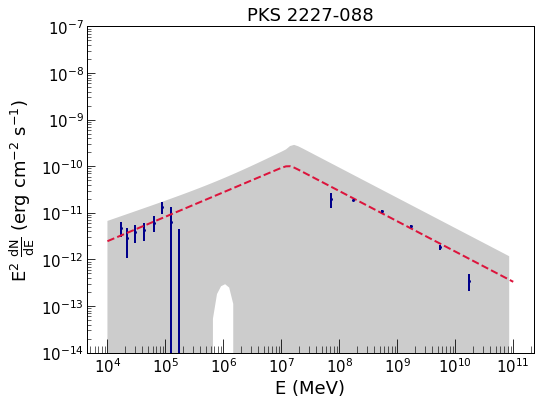 PKS 2227-088
E² dN/dE (erg cm⁻² s⁻¹)
10⁻⁷
10⁻⁸
10⁻⁹
10⁻¹⁰
10⁻¹¹
10⁻¹²
10⁻¹³
10⁻¹⁴
10⁴ 10⁵ 10⁶ 10⁷ 10⁸ 10⁹ 10¹⁰ 10¹¹
E (MeV)